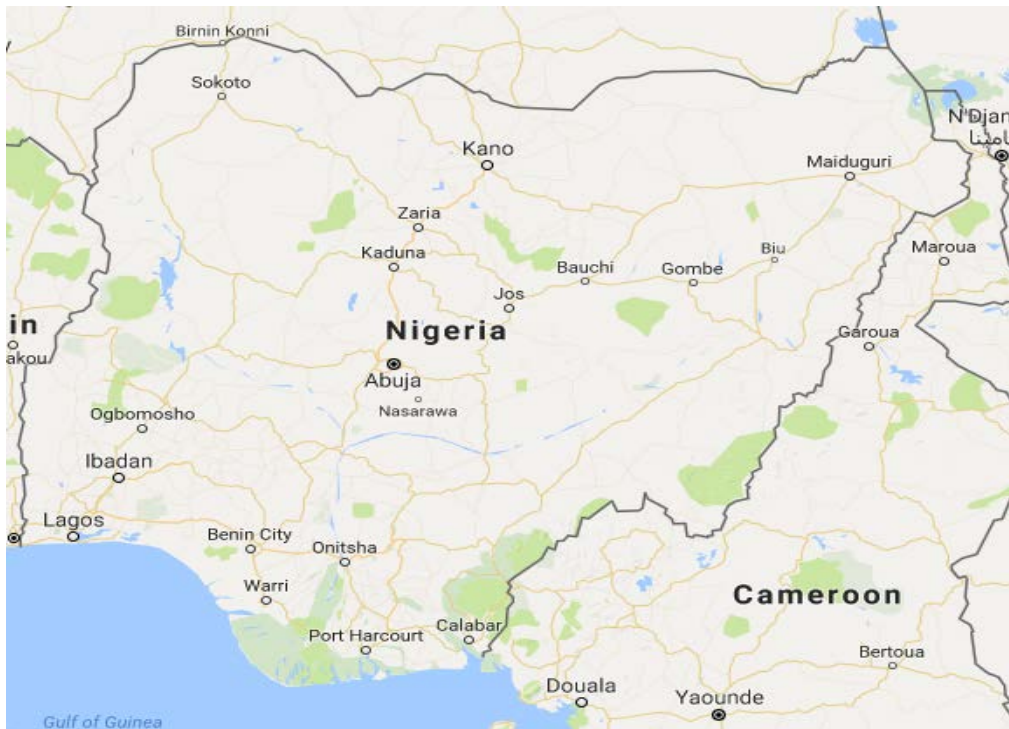 Birnin Konni
Sokoto
N'Djam
Kano
Maiduguri
Zaria
Biu
Maroua
Kaduna
Bauchi
Gombe
Jos
in
Nigeria
Garoua
akou
Abuja
Nasarawa
Ogbomosho
Ibadan
Lagos
Benin City
Onitsha
Warri
Cameroon
Calabar
Port Harcourt
Bertoua
Douala
Yaounde
Gulf of Guinea